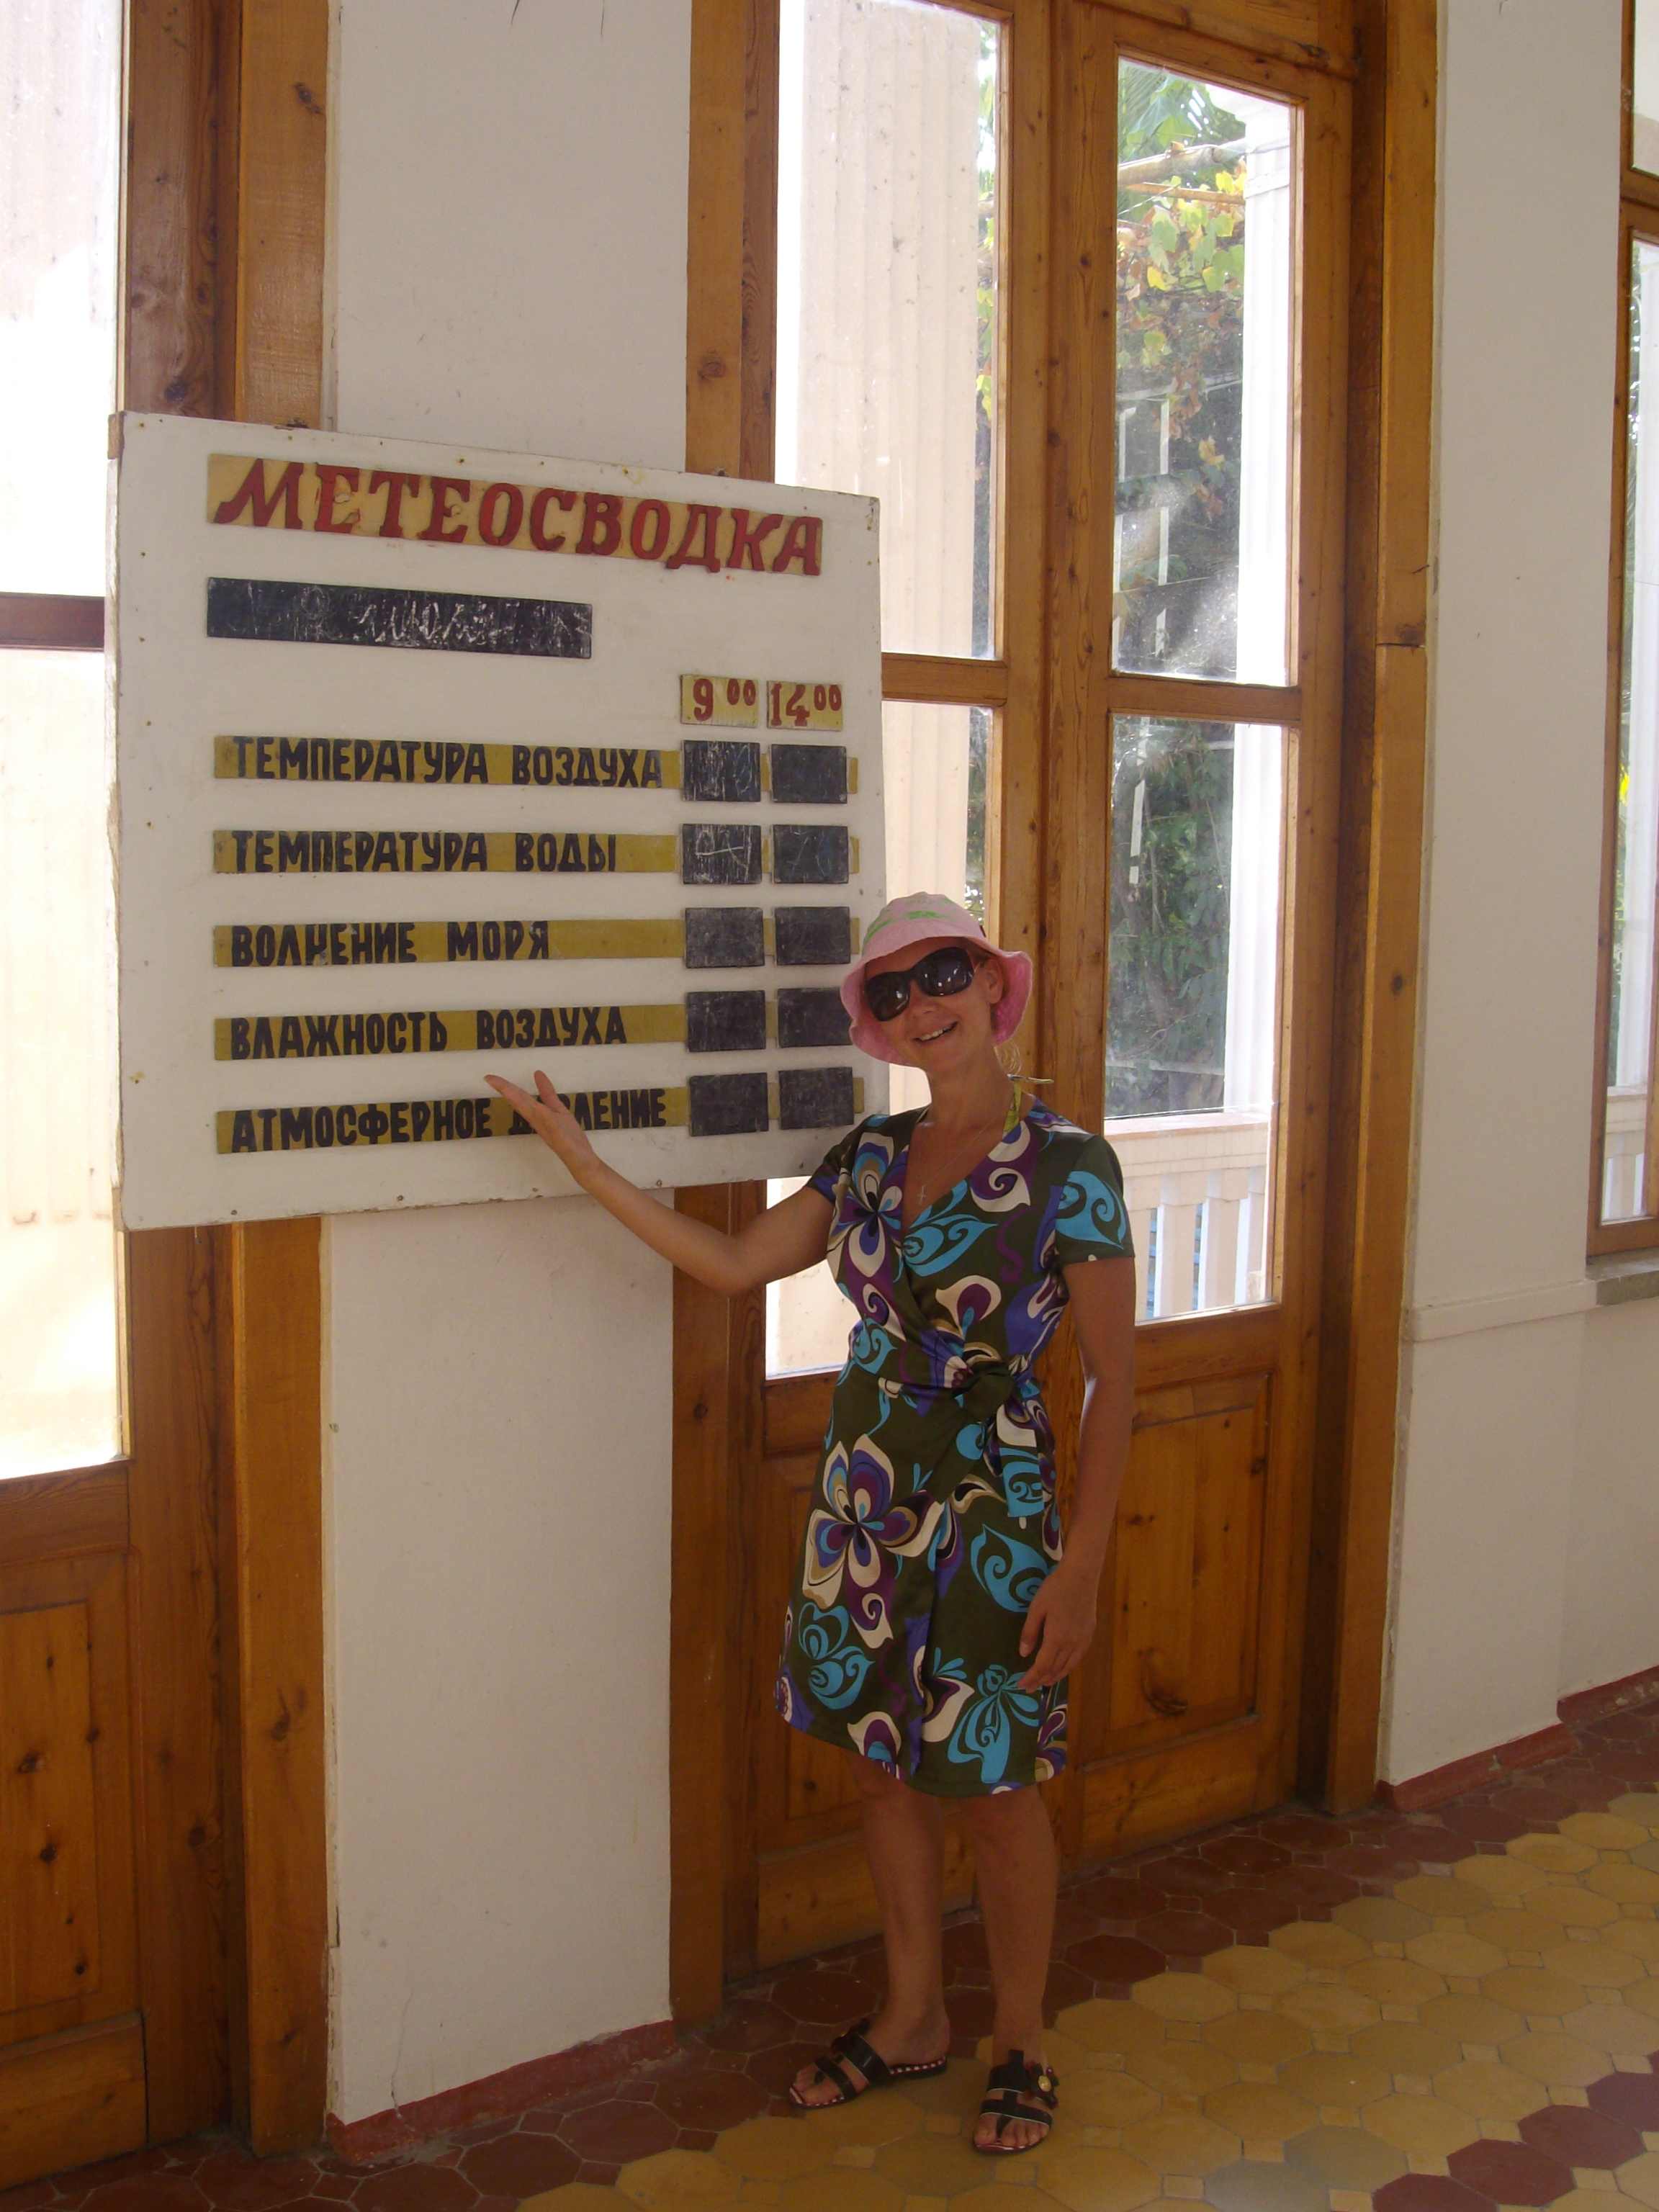 МЕТЕОСВОДКА
9 00 14 00
ТЕМПЕРАТУРА ВОЗДУХА
ТЕМПЕРАТУРА ВОДЫ
ВОЛНЕНИЕ МОРЯ
ВЛАЖНОСТЬ ВОЗДУХА
АТМОСФЕРНОЕ